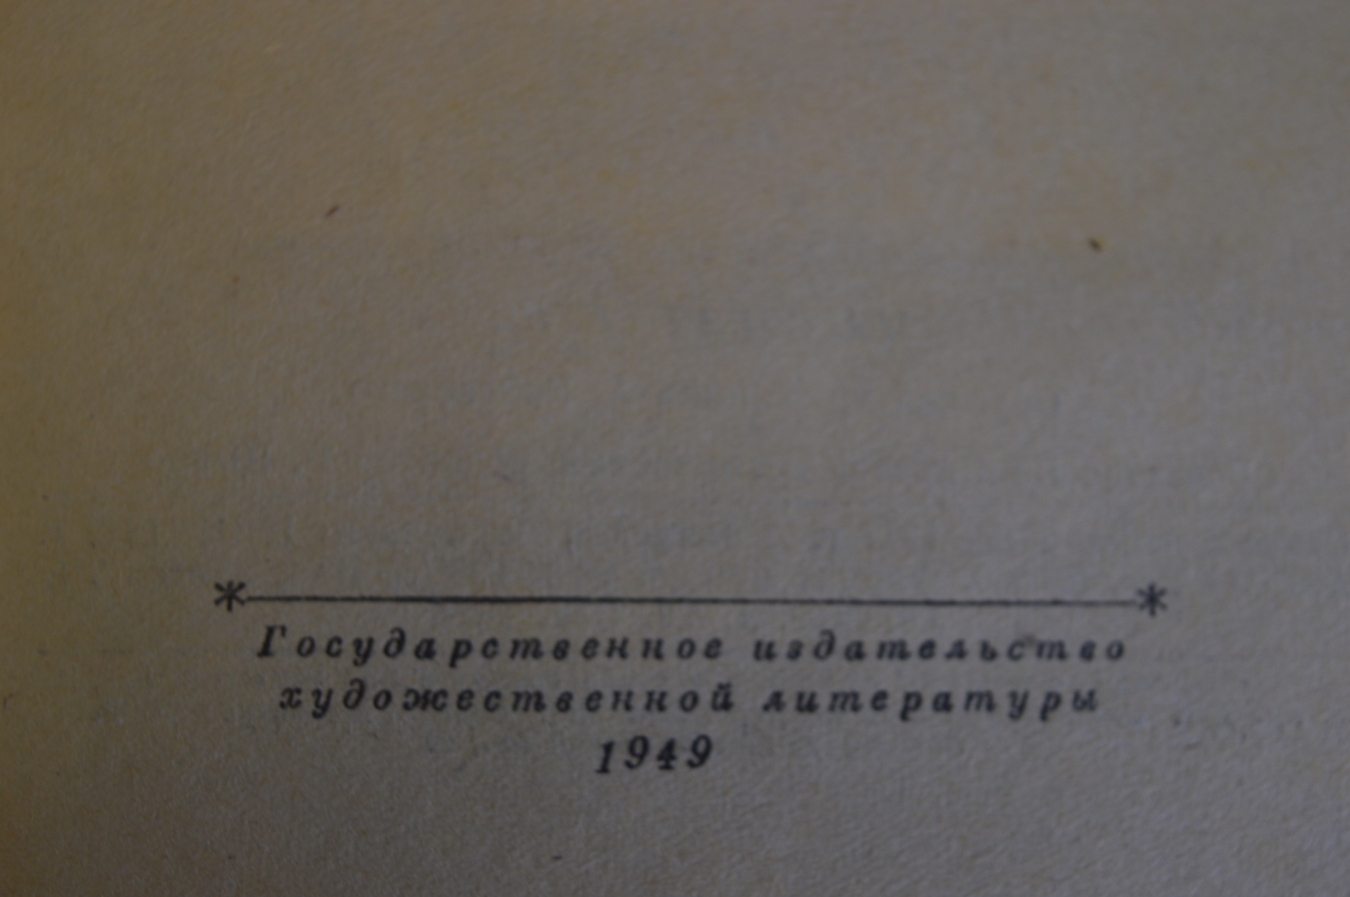 Государственное издательство
художественной литературы
1949